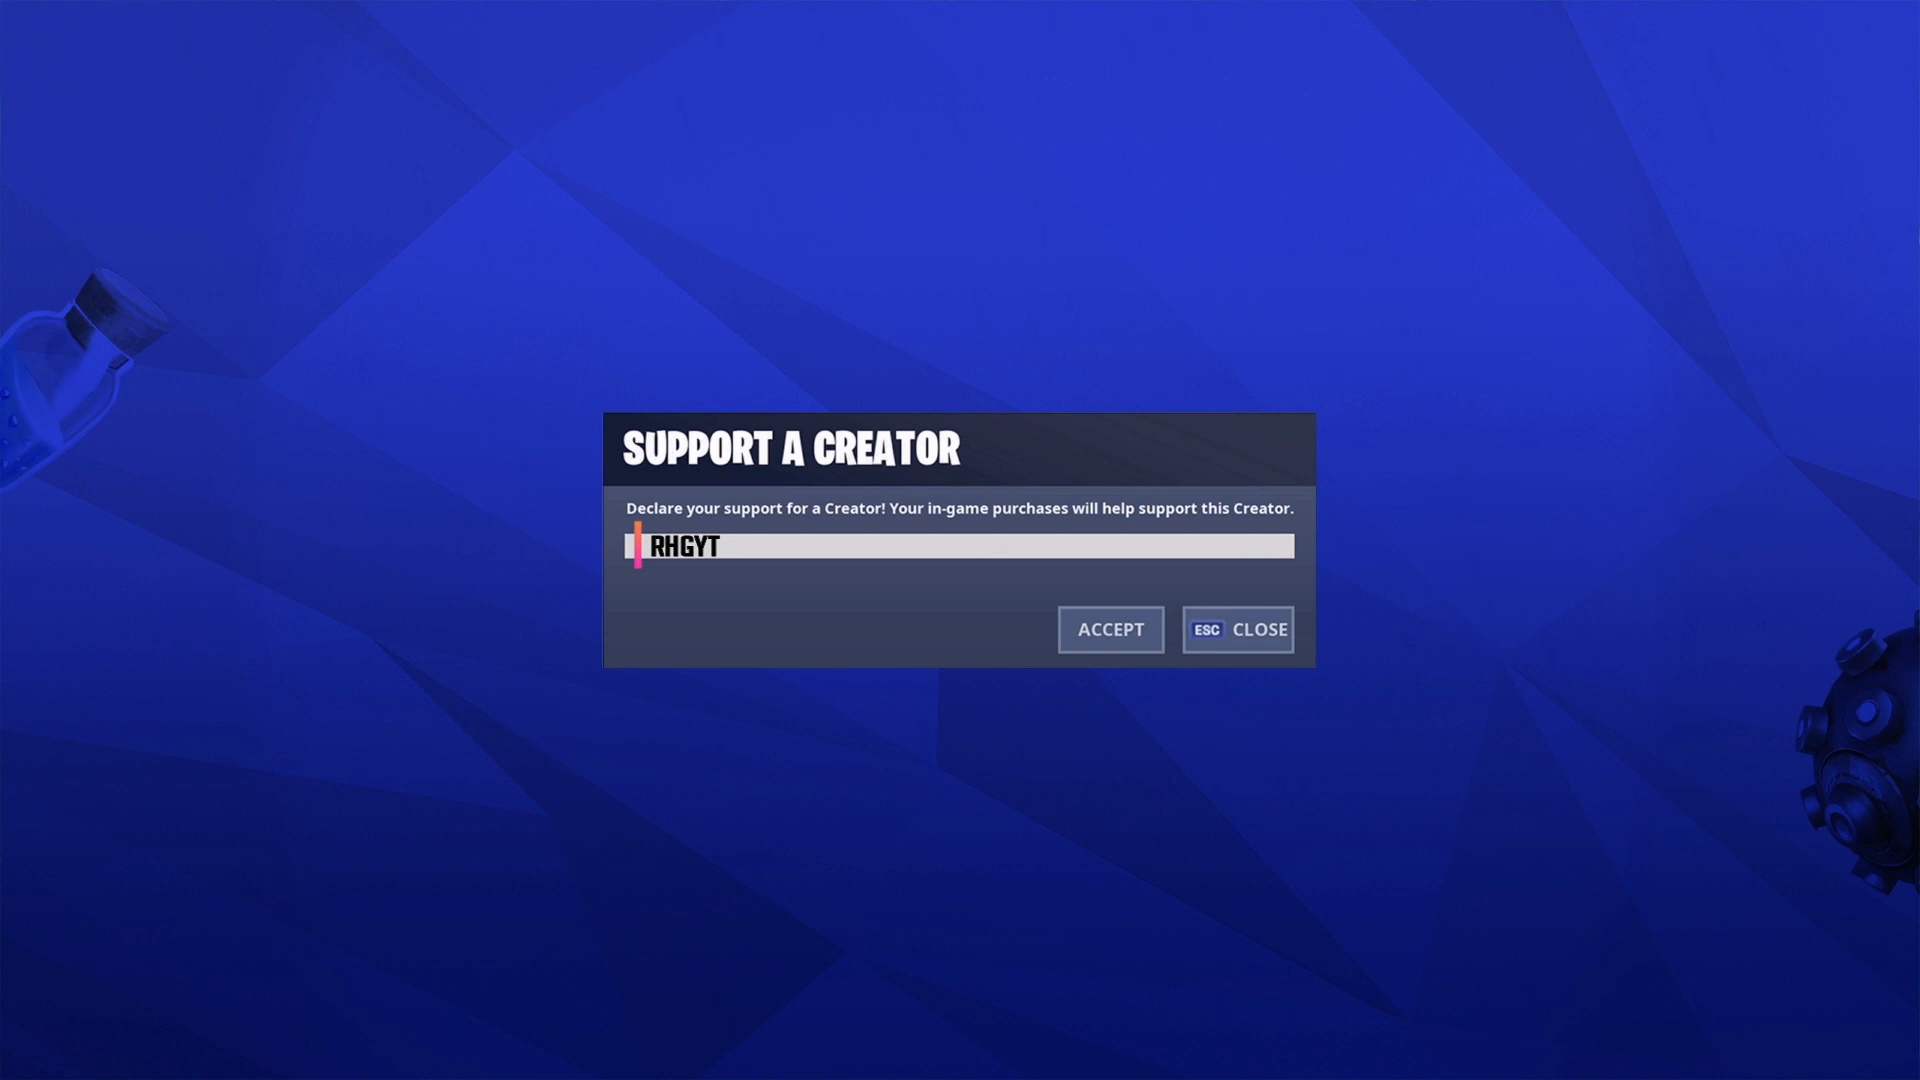 SUPPORT A CREATOR
Declare your support for a Creator! Your in-game purchases will help support this Creator.
RHGYT
ACCEPT
ESC CLOSE